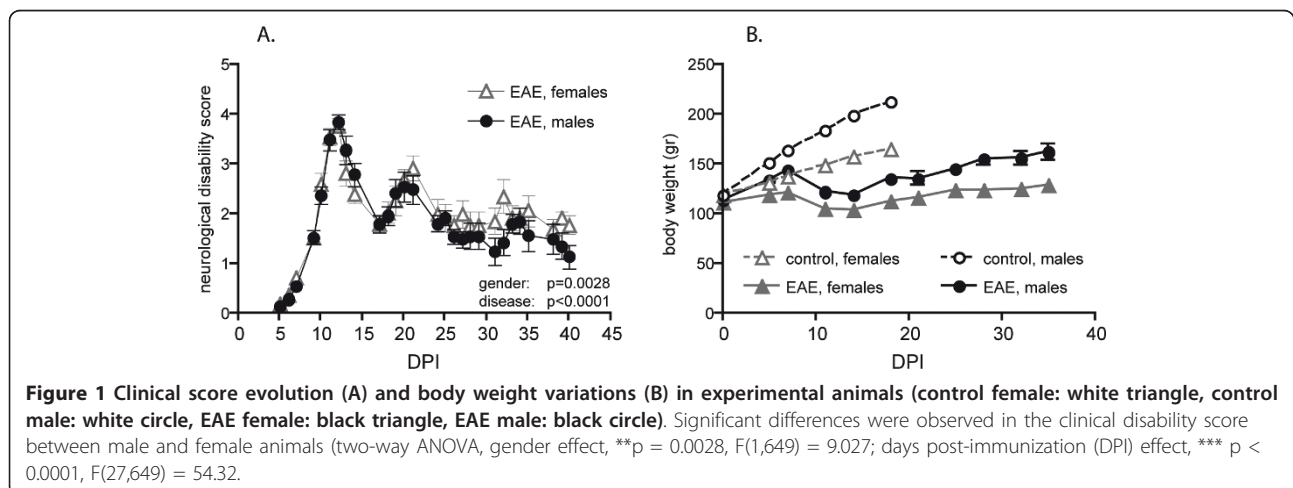 A.
5
4
3
2
1
0
neurological disability score
EAE, females
EAE, males
gender: p=0.0028
disease: p<0.0001
0 5 10 15 20 25 30 35 40 45
DPI
B.
250
200
150
100
50
0
body weight (gr)
control, females
control, males
EAE, females
EAE, males
0 10 20 30 40
DPI
Figure 1 Clinical score evolution (A) and body weight variations (B) in experimental animals (control female: white triangle, control
male: white circle, EAE female: black triangle, EAE male: black circle). Significant differences were observed in the clinical disability score
between male and female animals (two-way ANOVA, gender effect, **p = 0.0028, F(1,649) = 9.027; days post-immunization (DPI) effect, *** p <
0.0001, F(27,649) = 54.32.